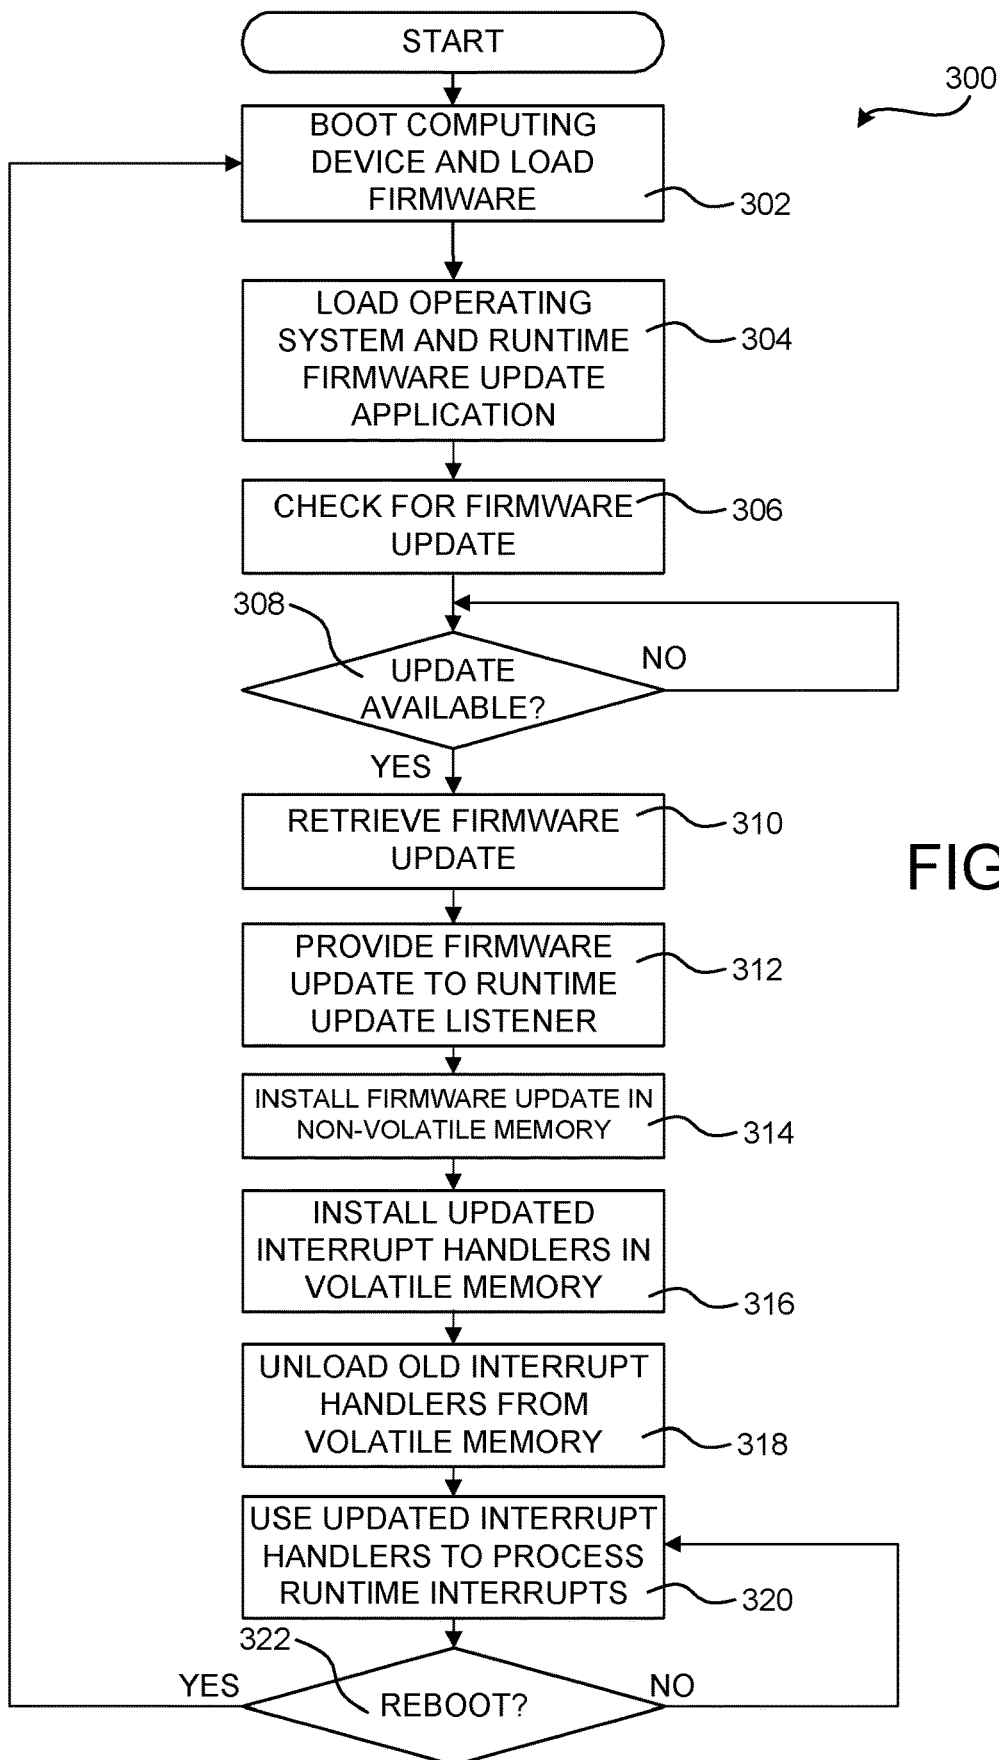 START
300
BOOT COMPUTING
DEVICE AND LOAD
FIRMWARE
302
LOAD OPERATING
SYSTEM AND RUNTIME
FIRMWARE UPDATE
APPLICATION
304
CHECK FOR FIRMWARE
UPDATE
306
308
UPDATE
AVAILABLE?
NO
YES
RETRIEVE FIRMWARE
UPDATE
310
FIG
PROVIDE FIRMWARE
UPDATE TO RUNTIME
UPDATE LISTENER
312
INSTALL FIRMWARE UPDATE IN
NON-VOLATILE MEMORY
314
INSTALL UPDATED
INTERRUPT HANDLERS IN
VOLATILE MEMORY
316
UNLOAD OLD INTERRUPT
HANDLERS FROM
VOLATILE MEMORY
318
USE UPDATED INTERRUPT
HANDLERS TO PROCESS
RUNTIME INTERRUPTS
320
322
YES
REBOOT?
NO